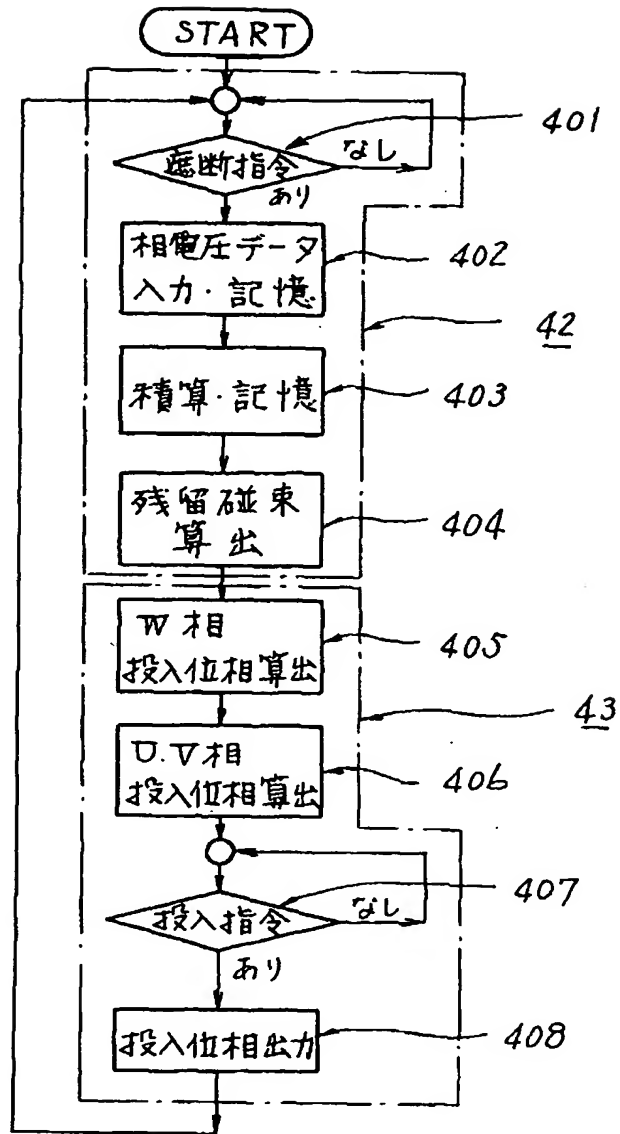 START
遮断指令
なし
401
あり
相電圧データ
入力・記憶
402
42
積算・記憶
403
残留磁束
算出
404
W相
投入位相算出
405
43
U.V相
投入位相算出
406
投入指令
なし
407
あり
投入位相出力
408